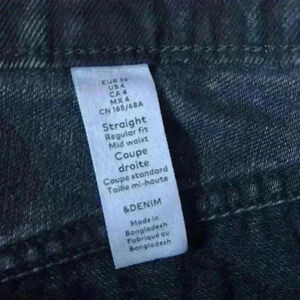 EUR 36
US 4
CA 4
MX 4
CN 165/68A
Straight
Regular fit
Mid waist
Coupe
droite
Coupe standard
Taille mi-haute
&DENIM
Made in
Bangladesh
Fabriqué au
Bangladesh